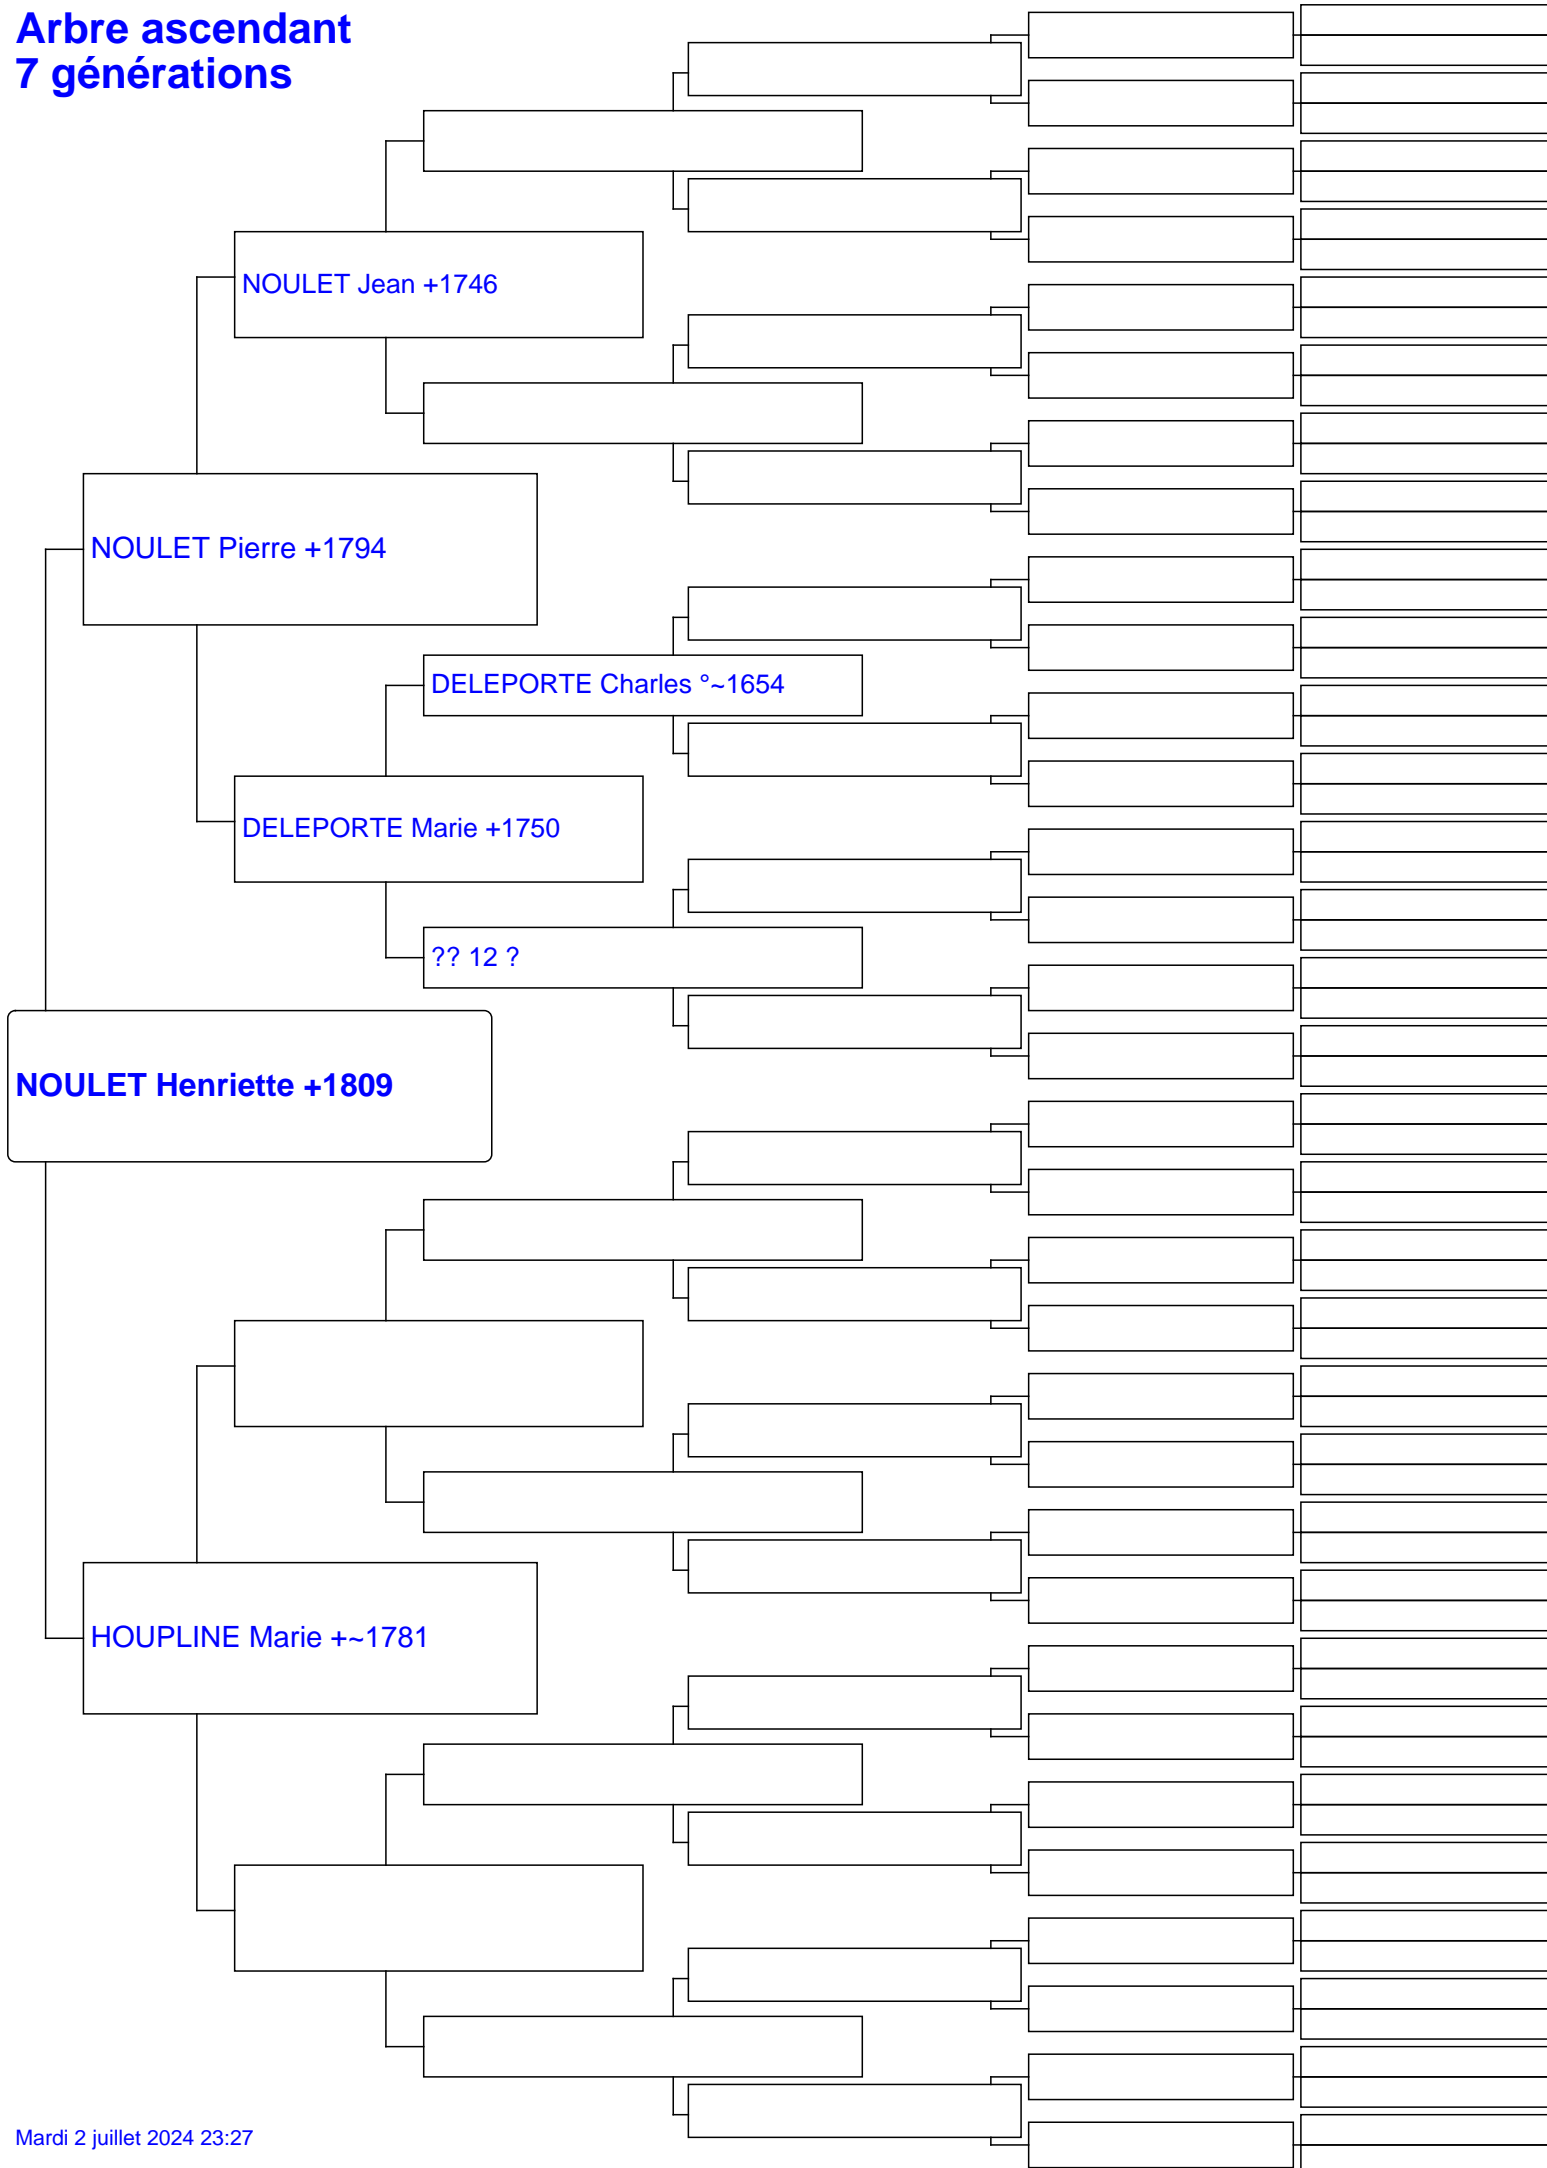 Arbre ascendant
7 générations
NOULET Jean +1746
NOULET Pierre +1794
DELEPORTE Charles °~1654
DELEPORTE Marie +1750
?? 12 ?
NOULET Henriette +1809
HOUPLINE Marie +~1781
Mardi 2 juillet 2024 23:27